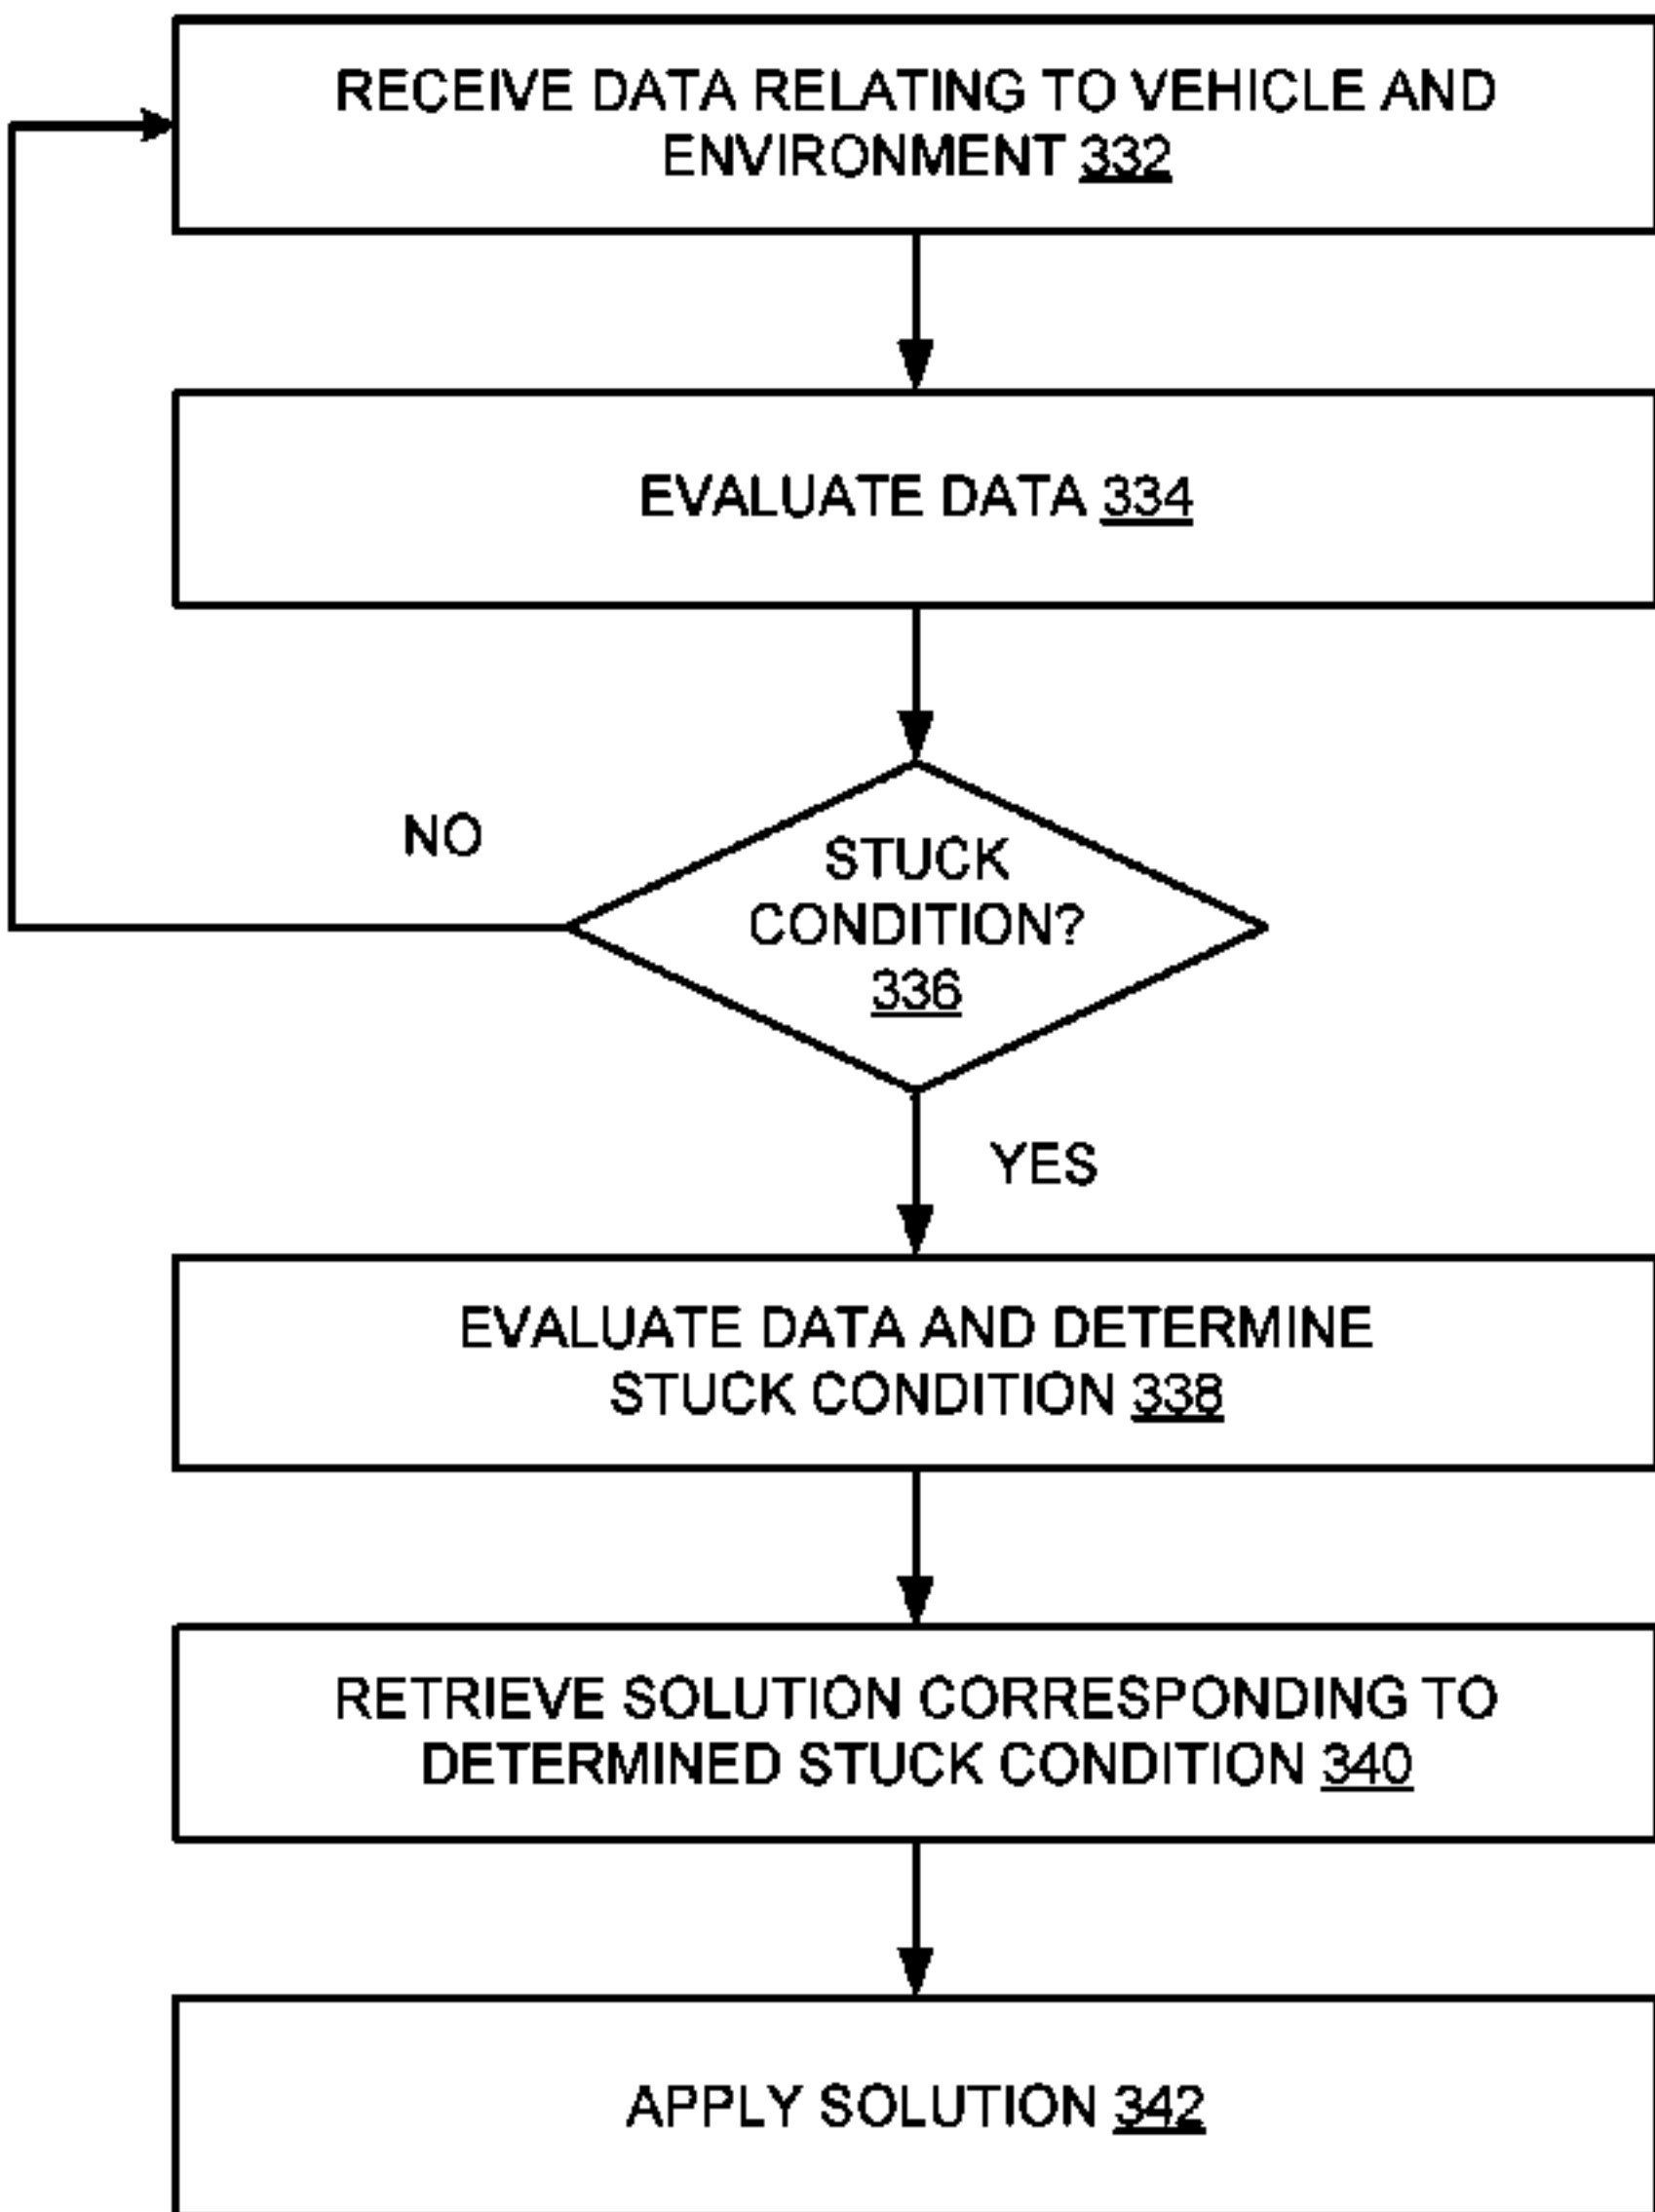 RECEIVE DATA RELATING TO VEHICLE AND
ENVIRONMENT 332
EVALUATE DATA 334
NO
STUCK
CONDITION?
336
YES
EVALUATE DATA AND DETERMINE
STUCK CONDITION 338
RETRIEVE SOLUTION CORRESPONDING TO
DETERMINED STUCK CONDITION 340
APPLY SOLUTION 342